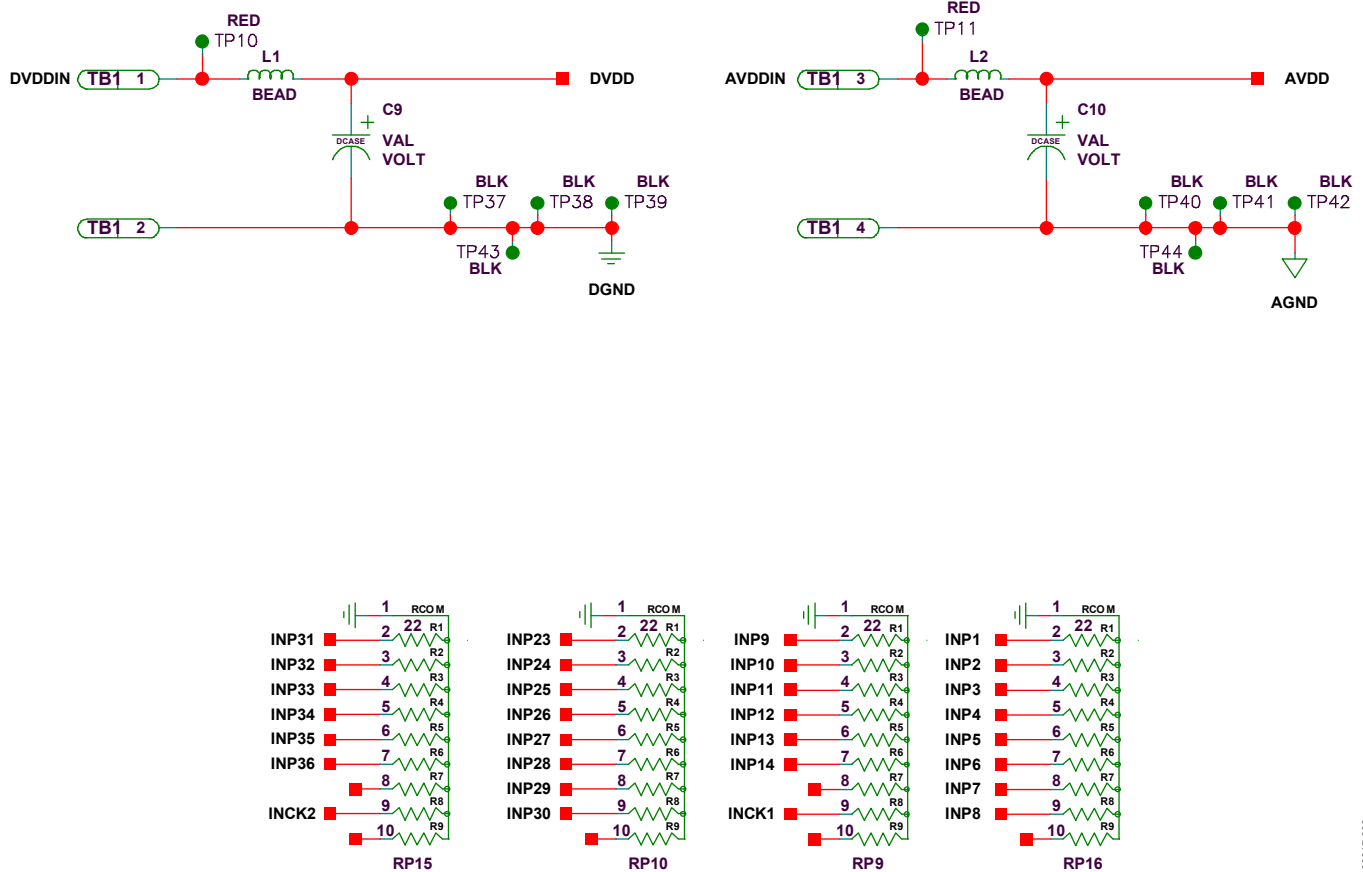 RED
TP10
L1
DVDDIN TB1 1
BEAD
DVDD
C9
+
DCASE
VAL
VOLT
BLK BLK BLK
TP37 TP38 TP39
TB1 2
TP43
BLK
DGND
RED
TP11
L2
AVDDIN TB1 3
BEAD
AVDD
C10
+
DCASE
VAL
VOLT
BLK BLK BLK
TP40 TP41 TP42
TB1 4
TP44
BLK
AGND
1 RCOM
22
INP31 2 R1
INP32 3 R2
INP33 4 R3
INP34 5 R4
INP35 6 R5
INP36 7 R6
8 R7
INCK2 9 R8
10 R9
RP15
1 RCOM
22
INP23 2 R1
INP24 3 R2
INP25 4 R3
INP26 5 R4
INP27 6 R5
INP28 7 R6
INP29 8 R7
INP30 9 R8
10 R9
RP10
1 RCOM
22
INP9 2 R1
INP10 3 R2
INP11 4 R3
INP12 5 R4
INP13 6 R5
INP14 7 R6
8 R7
INCK1 9 R8
10 R9
RP9
1 RCOM
22
INP1 2 R1
INP2 3 R2
INP3 4 R3
INP4 5 R4
INP5 6 R5
INP6 7 R6
INP7 8 R7
INP8 9 R8
10 R9
RP16